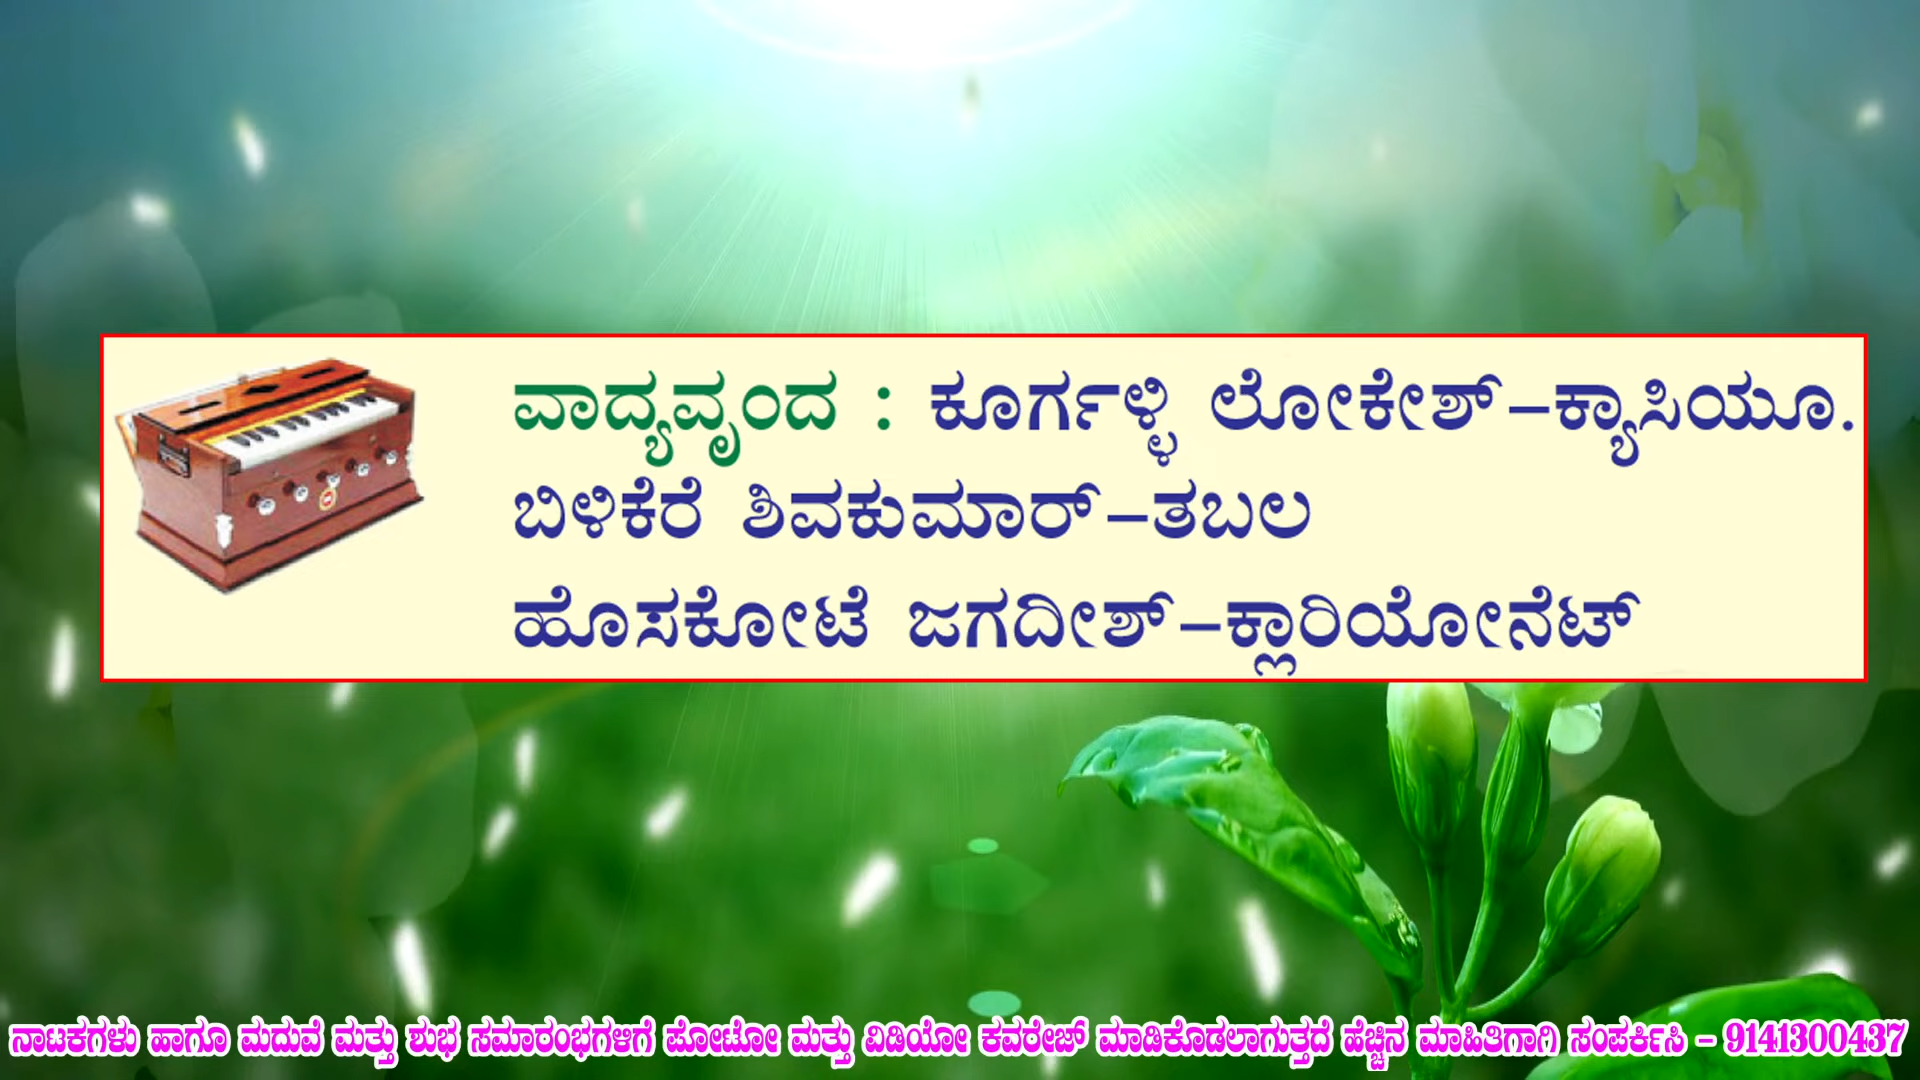 ವಾದ್ಯವೃಂದ : ಕೂರ್ಗಳ್ಳಿ ಲೋಕೇಶ್–ಕ್ಯಾಸಿಯೂ.
ಬಿಳಿಕೆರೆ ಶಿವಕುಮಾರ್–ತಬಲ
ಹೊಸಕೋಟೆ ಜಗದೀಶ್–ಕ್ಲಾರಿಯೋನೆಟ್
ನಾಟಕಗಳು ಹಾಗೂ ಮದುವೆ ಮತ್ತು ಶುಭ ಸಮಾರಂಭಗಳಿಗೆ ಪೋಟೋ ಮತ್ತು ವಿಡಿಯೋ ಕವರೇಜ್ ಮಾಡಿಕೊಡಲಾಗುತ್ತದೆ ಹೆಚ್ಚಿನ ಮಾಹಿತಿಗಾಗಿ ಸಂಪರ್ಕಿಸಿ – 9141300437